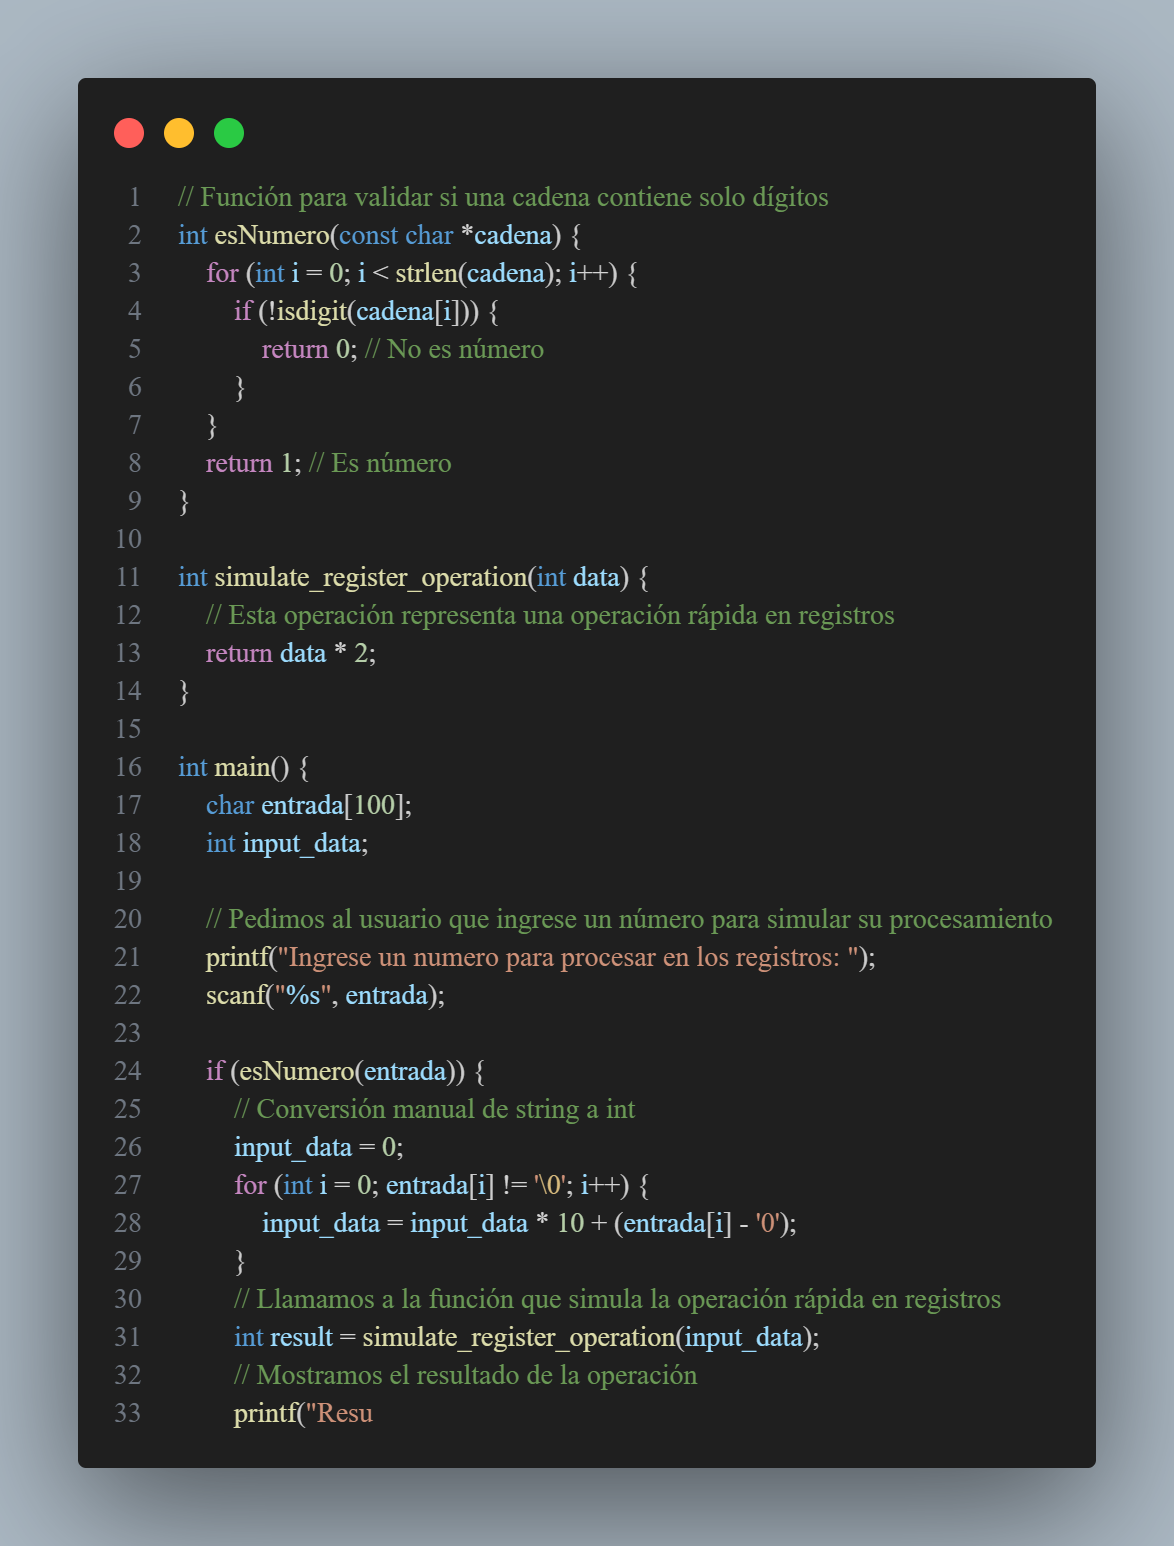 1 // Función para validar si una cadena contiene solo dígitos
2 int esNumero(const char *cadena) {
3     for (int i = 0; i < strlen(cadena); i++) {
4         if (!isdigit(cadena[i])) {
5             return 0; // No es número
6         }
7     }
8     return 1; // Es número
9 }
10
11 int simulate_register_operation(int data) {
12     // Esta operación representa una operación rápida en registros
13     return data * 2;
14 }
15
16 int main() {
17     char entrada[100];
18     int input_data;
19
20     // Pedimos al usuario que ingrese un número para simular su procesamiento
21     printf("Ingrese un numero para procesar en los registros: ");
22     scanf("%s", entrada);
23
24     if (esNumero(entrada)) {
25         // Conversión manual de string a int
26         input_data = 0;
27         for (int i = 0; entrada[i] != '\0'; i++) {
28             input_data = input_data * 10 + (entrada[i] - '0');
29         }
30         // Llamamos a la función que simula la operación rápida en registros
31         int result = simulate_register_operation(input_data);
32         // Mostramos el resultado de la operación
33         printf("Resu